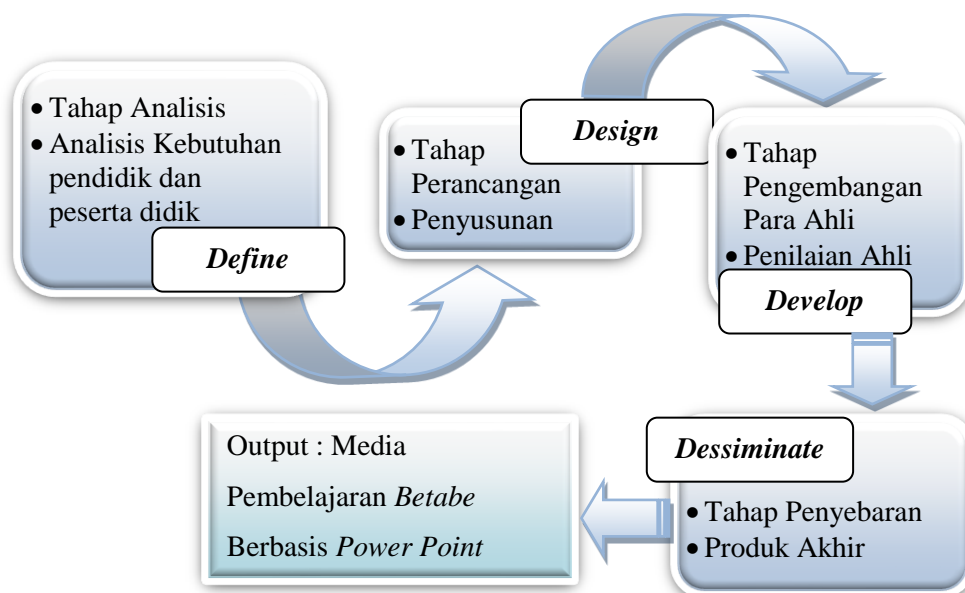 • Tahap Analisis
• Analisis Kebutuhan
pendidik dan
peserta didik
Define
• Tahap
Perancangan
• Penyusunan
Design
• Tahap
Pengembangan
Para Ahli
• Penilaian Ahli
Develop
Dessiminate
• Tahap Penyebaran
• Produk Akhir
Output : Media
Pembelajaran Betabe
Berbasis Power Point